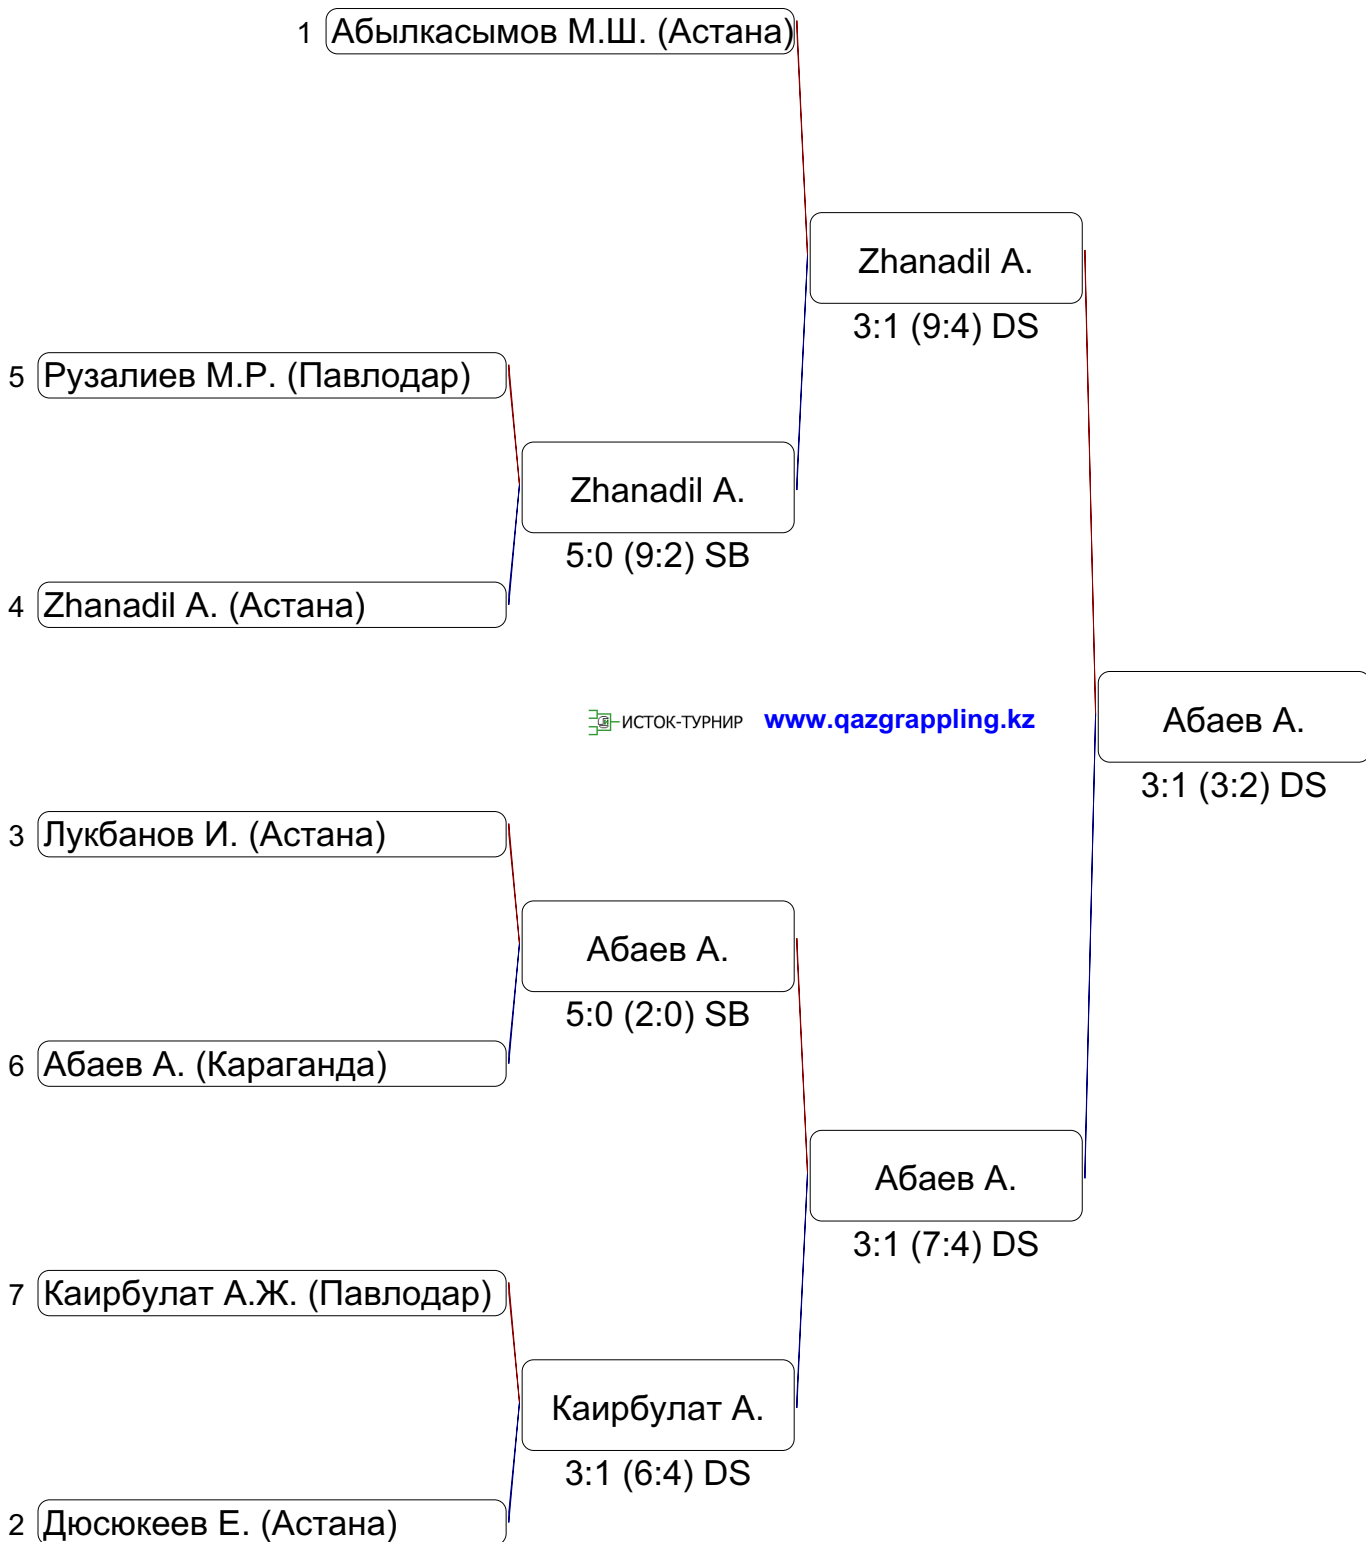 1 Абылкасымов М.Ш. (Астана)
Zhanadil A.
3:1 (9:4) DS
5 Рузалиев М.Р. (Павлодар)
Zhanadil A.
5:0 (9:2) SB
4 Zhanadil A. (Астана)
ИСТОК-ТУРНИР www.qazgrappling.kz
Абаев А.
3:1 (3:2) DS
3 Лукбанов И. (Астана)
Абаев А.
5:0 (2:0) SB
6 Абаев А. (Караганда)
Абаев А.
3:1 (7:4) DS
7 Каирбулат А.Ж. (Павлодар)
Каирбулат А.
3:1 (6:4) DS
2 Дюсюкеев Е. (Астана)